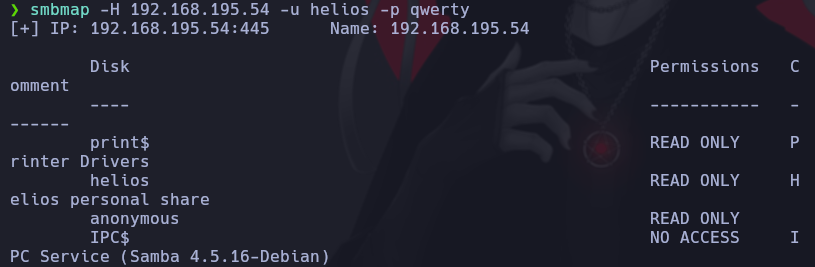 ❯ smbmap -H 192.168.195.54 -u helios -p qwerty
[+] IP: 192.168.195.54:445      Name: 192.168.195.54
        Disk                                                    Permissions   C
omment
        ----                                                    -----------   -
------
        print$                                                  READ ONLY     P
rinter Drivers
        helios                                                  READ ONLY     H
elios personal share
        anonymous                                               READ ONLY
        IPC$                                                    NO ACCESS     I
PC Service (Samba 4.5.16-Debian)